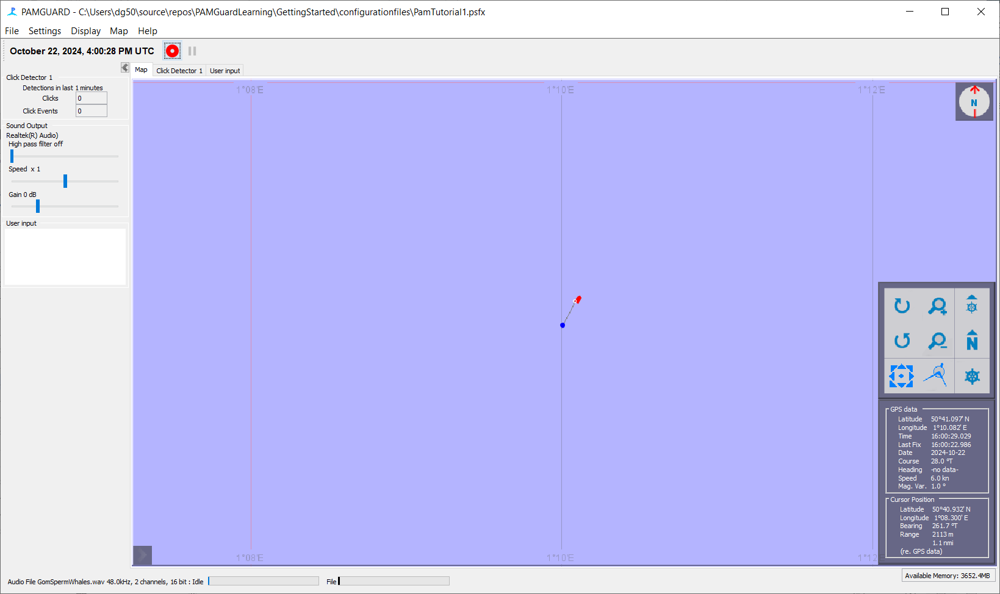 PAMGUARD - C:\Users\dg50\source\repos\PAMGuardLearning\GettingStarted\configurationfiles\PamTutorial1.psfx
File Settings Display Map Help
October 22, 2024, 4:00:28 PM UTC
Map Click Detector 1 User input
Click Detector 1
Detections in last 1 minutes
Clicks 0
Click Events 0
Sound Output
Realtek(R) Audio)
High pass filter off
Speed x 1
Gain 0 dB
User input
1°08'E 1°10'E 1°12'E
N
N
GPS data
Latitude 50°41.097' N
Longitude 1°10.082' E
Time 16:00:29.029
Last Fix 16:00:22.986
Date 2024-10-22
Course 28.0 °T
Heading -no data-
Speed 6.0 kn
Mag. Var. 1.0 °
Cursor Position
Latitude 50°40.932' N
Longitude 1°08.300' E
Bearing 261.7 °T
Range 2113 m
1.1 nmi
(re. GPS data)
1°08'E 1°10'E 1°12
Audio File GomSpermWhales.wav 48.0kHz, 2 channels, 16 bit : Idle
File
Available Memory: 3652.4MB